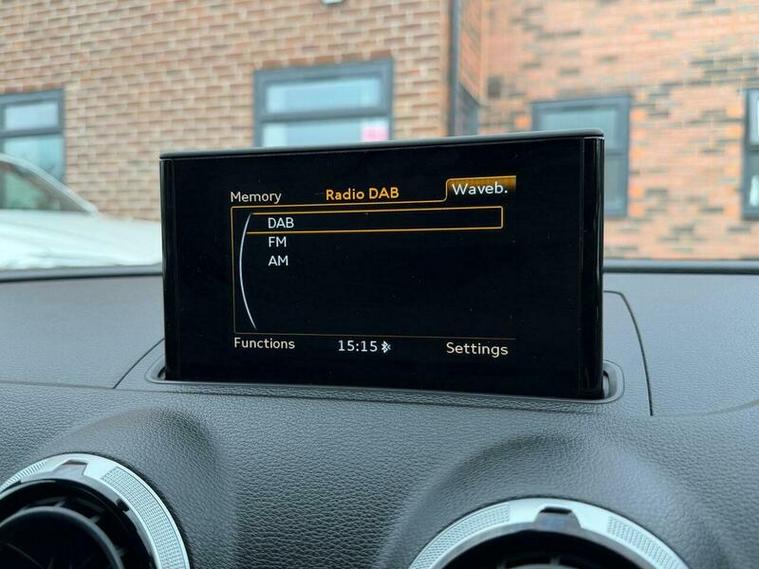 Memory Radio DAB Waveb.
DAB
FM
AM
Functions 15:15 Settings